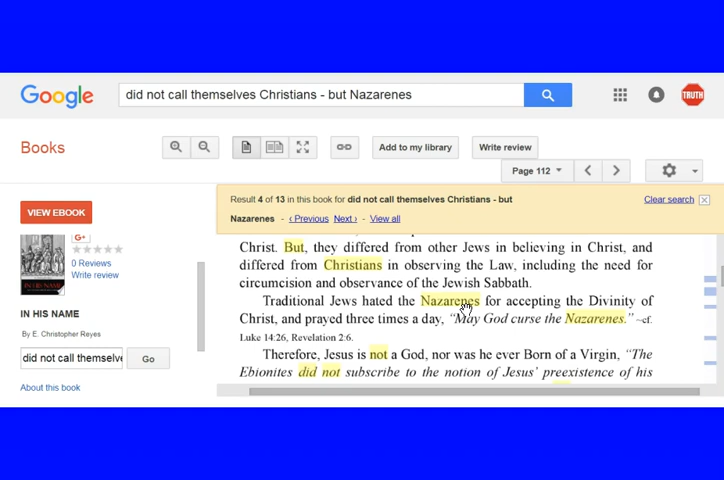 Google
did not call themselves Christians - but Nazarenes
TRUTH
Books
Add to my library
Write review
Page 112
VIEW EBOOK
Result 4 of 13 in this book for did not call themselves Christians - but
Nazarenes - ‹ Previous Next › - View all
Clear search
G+
0 Reviews
Write review
IN HIS NAME
By E. Christopher Reyes
did not call themselve
Go
About this book
Christ. But, they differed from other Jews in believing in Christ, and
differed from Christians in observing the Law, including the need for
circumcision and observance of the Jewish Sabbath.
Traditional Jews hated the Nazarenes for accepting the Divinity of
Christ, and prayed three times a day, “May God curse the Nazarenes.” ~cf.
Luke 14:26, Revelation 2:6.
Therefore, Jesus is not a God, nor was he ever Born of a Virgin, “The
Ebionites did not subscribe to the notion of Jesus’ preexistence of his